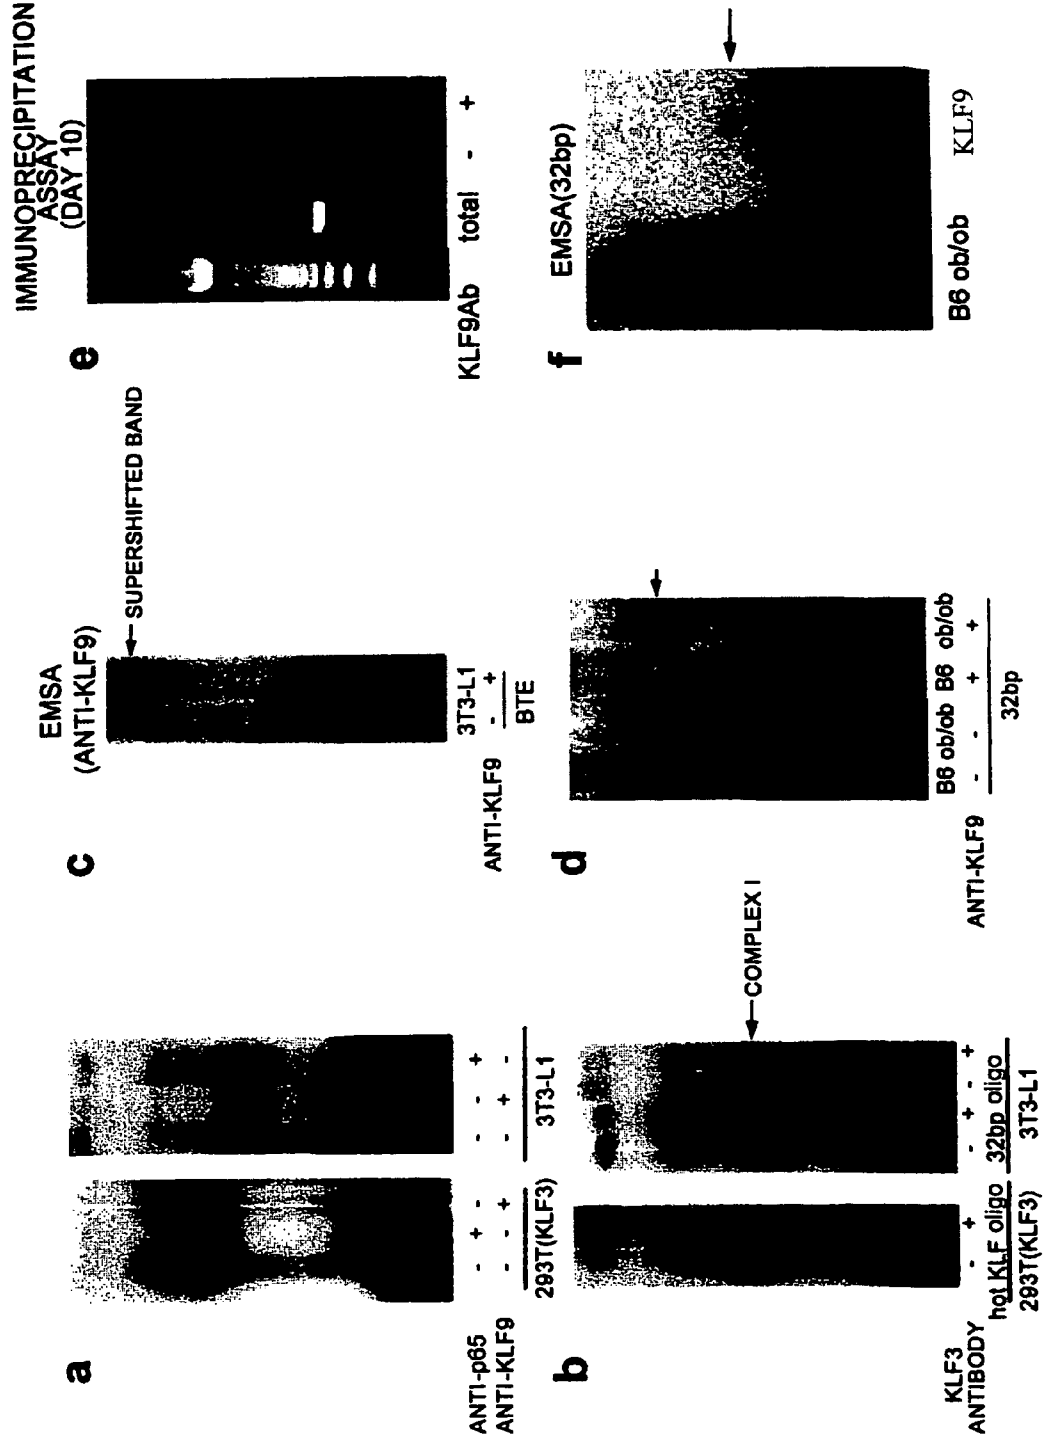 a
ANTI-p65 - + - - - +
ANTI-KLF9 - - + - + -
293T(KLF3) 3T3-L1
b
COMPLEX I
KLF3 ANTIBODY - + - + - +
hot KLF oligo 32bp oligo
293T(KLF3) 3T3-L1
c
EMSA
(ANTI-KLF9)
SUPERSHIFTED BAND
3T3-L1
ANTI-KLF9 - +
BTE
d
B6 ob/ob B6 ob/ob
ANTI-KLF9 - - + +
32bp
e
IMMUNOPRECIPITATION
ASSAY
(DAY 10)
KLF9Ab total - +
f
EMSA(32bp)
B6 ob/ob KLF9